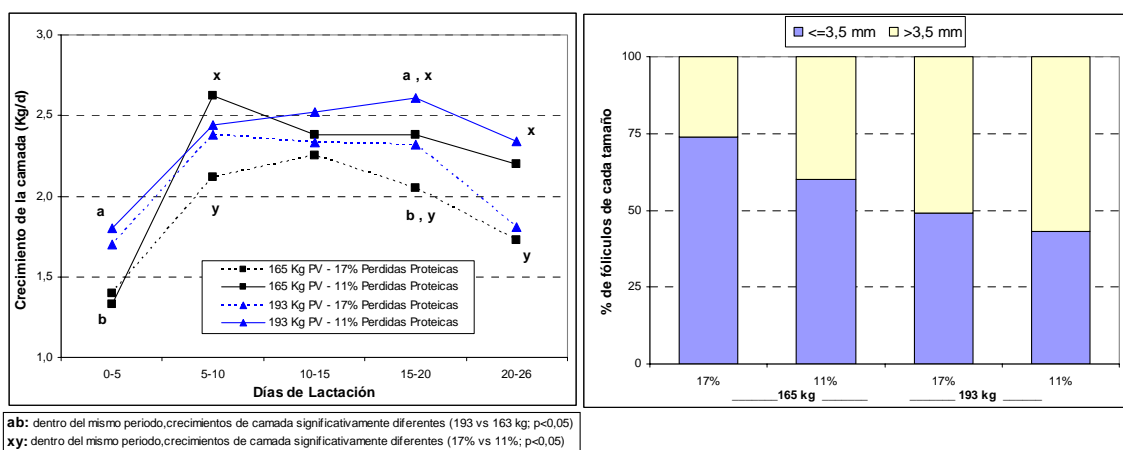 Crecimiento de la camada (Kg/d)
3,0
2,5
2,0
1,5
1,0
x
a , x
x
a
y
b , y
y
b
165 Kg PV - 17% Perdidas Proteicas
165 Kg PV - 11% Perdidas Proteicas
193 Kg PV - 17% Perdidas Proteicas
193 Kg PV - 11% Perdidas Proteicas
0-5 5-10 10-15 15-20 20-26
Días de Lactación
ab: dentro del mismo periodo,crecimientos de camada significativamente diferentes (193 vs 163 kg; p<0,05)
xy: dentro del mismo periodo,crecimientos de camada significativamente diferentes (17% vs 11%; p<0,05)
<=3,5 mm >3,5 mm
% de fóliculos de cada tamaño
100
75
50
25
0
17% 11% 17% 11%
165 kg 193 kg